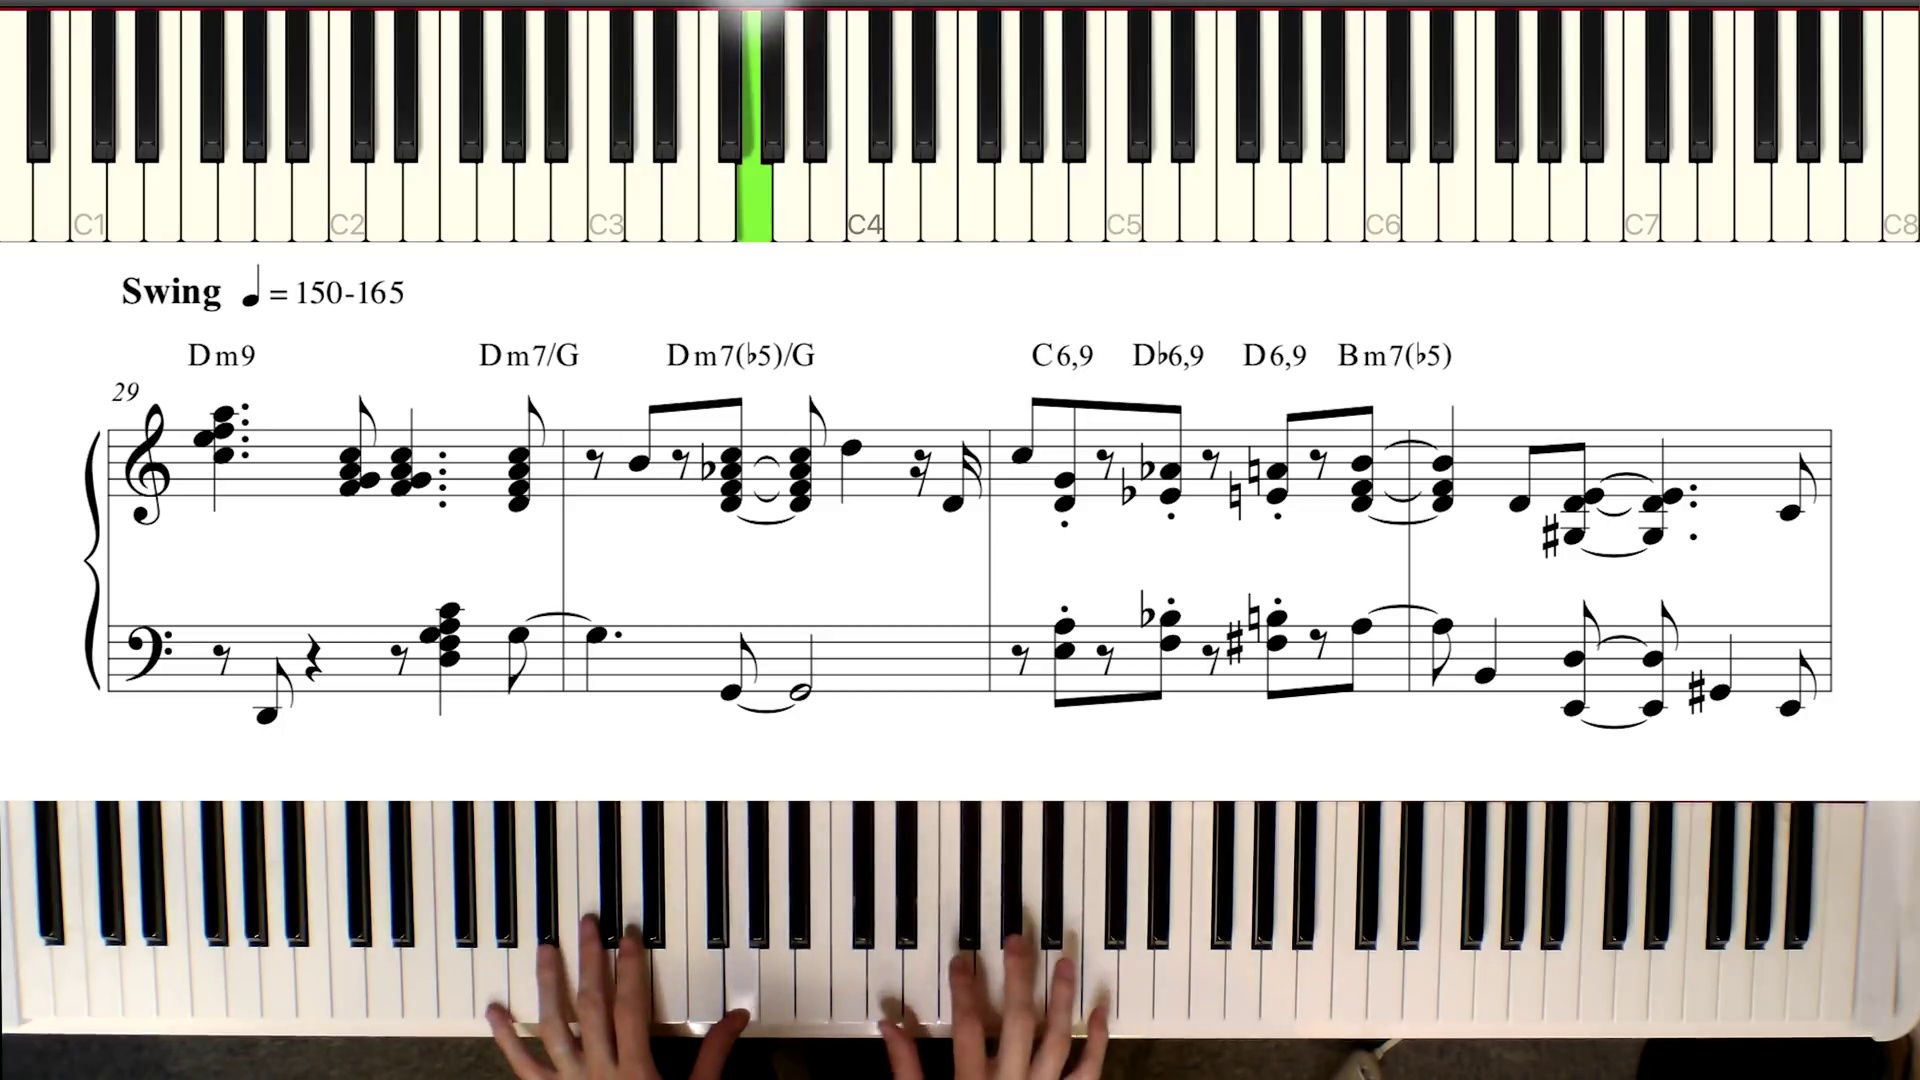 C1 C2 C3 C4 C5 C6 C7 C8
Swing ♩ = 150-165
Dm9 Dm7/G Dm7(♭5)/G C6,9 D♭6,9 D6,9 Bm7(♭5)
29